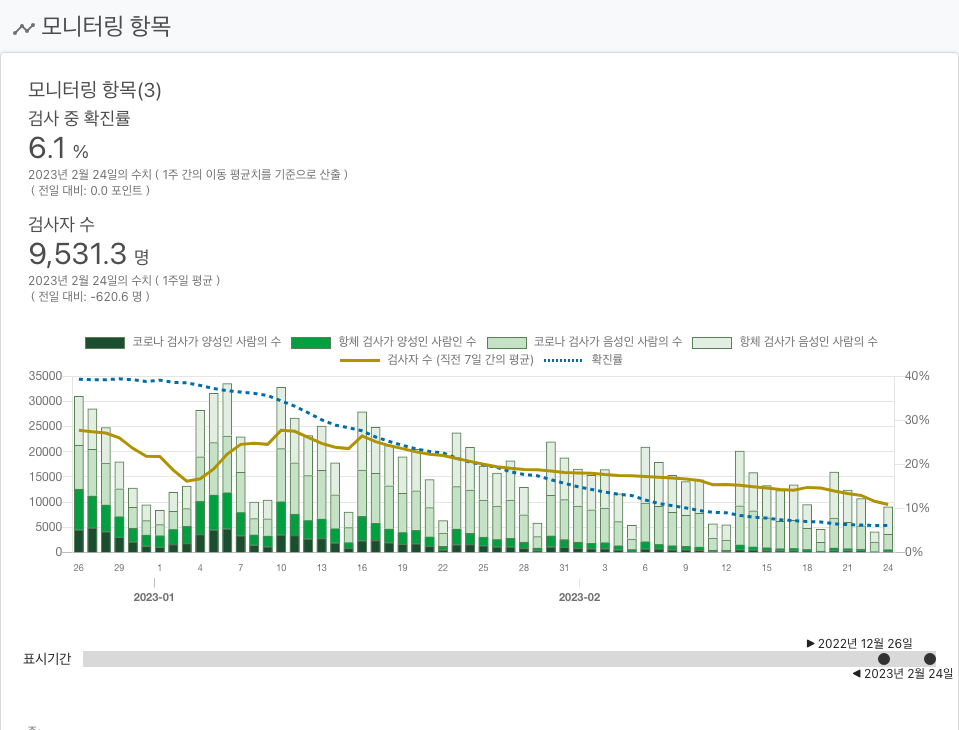 모니터링 항목
모니터링 항목(3)
검사 중 확진률
6.1 %
2023년 2월 24일의 수치 ( 1주 간의 이동 평균치를 기준으로 산출 )
( 전일 대비: 0.0 포인트 )
검사자 수
9,531.3 명
2023년 2월 24일의 수치 ( 1주일 평균 )
( 전일 대비: -620.6 명 )
코로나 검사가 양성인 사람의 수 항체 검사가 양성인 사람인 수 코로나 검사가 음성인 사람의 수 항체 검사가 음성인 사람의 수
검사자 수 (직전 7일 간의 평균) 확진률
35000 40%
30000
25000 30%
20000
15000 20%
10000 10%
5000
0 0%
26 29 1 4 7 10 13 16 19 22 25 28 31 3 6 9 12 15 18 21 24
2023-01 2023-02
▶ 2022년 12월 26일
표시기간
◀ 2023년 2월 24일